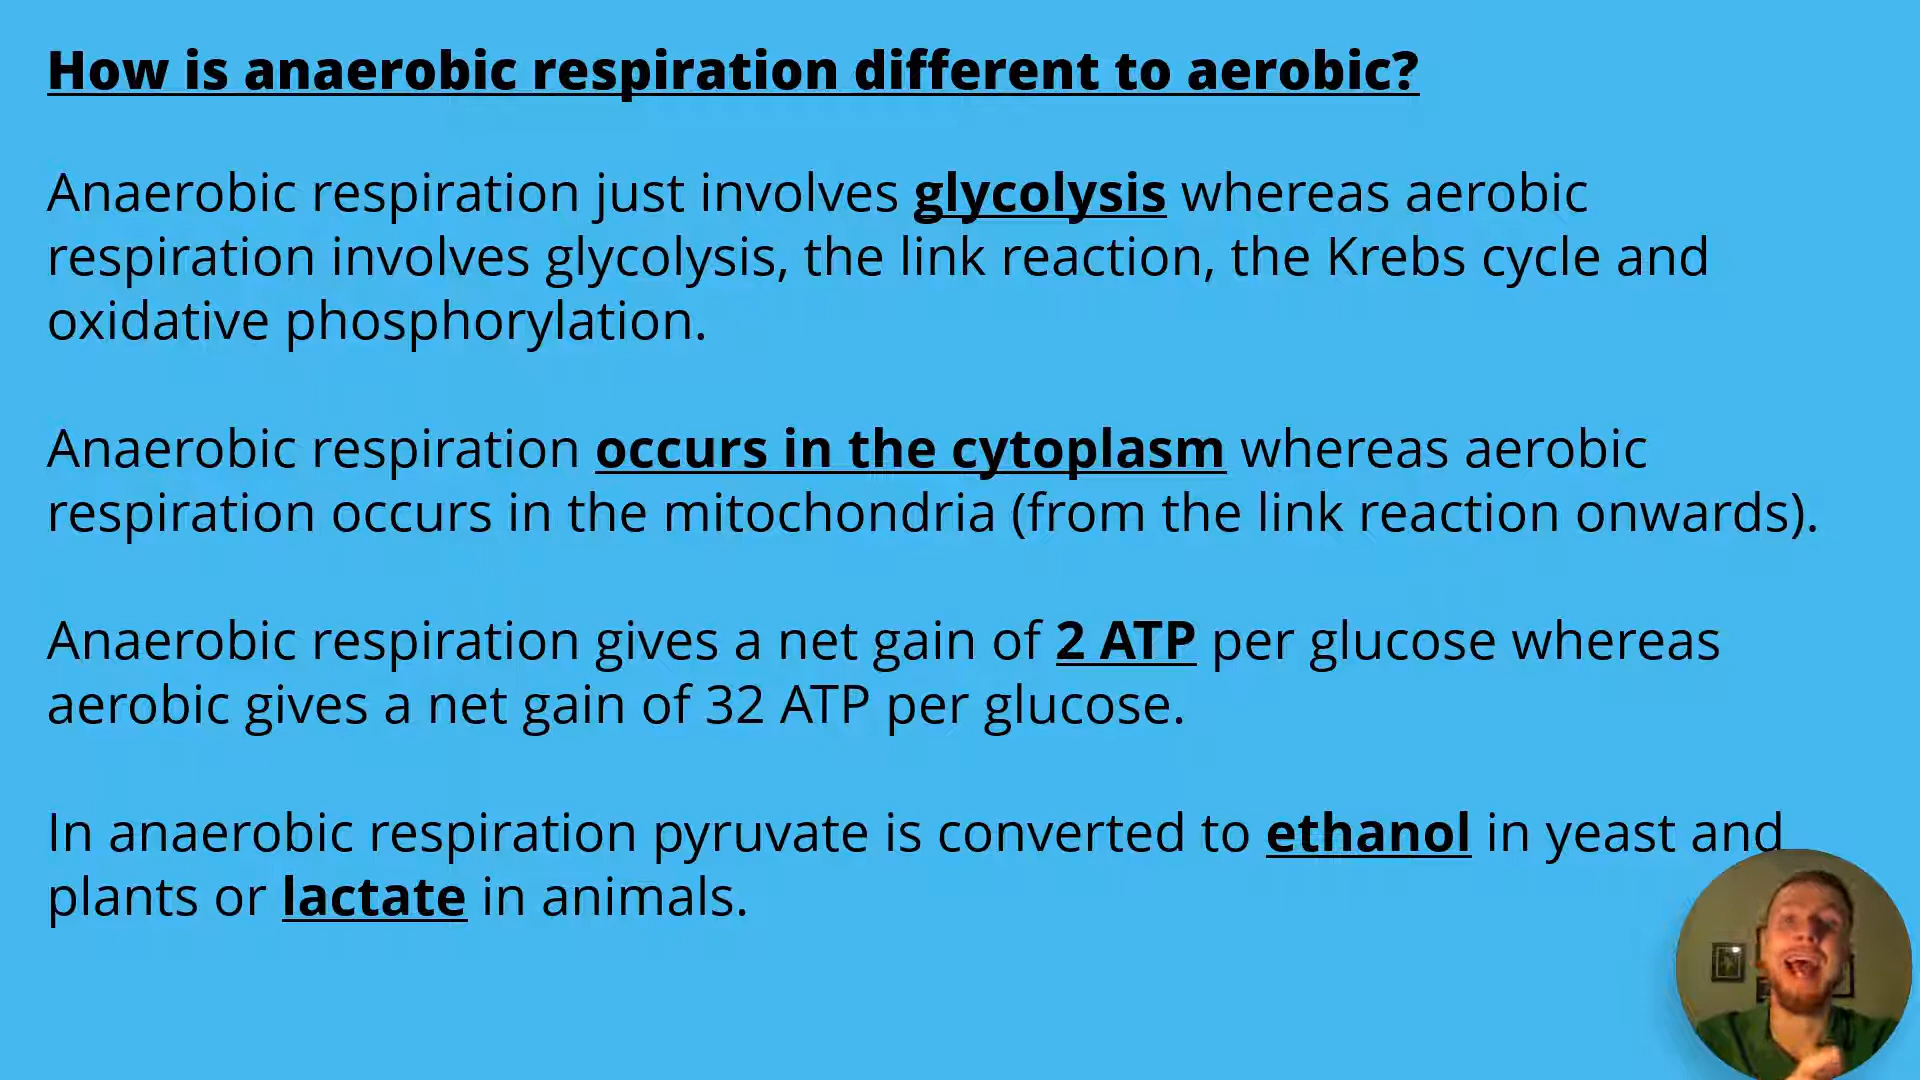 How is anaerobic respiration different to aerobic?
Anaerobic respiration just involves glycolysis whereas aerobic
respiration involves glycolysis, the link reaction, the Krebs cycle and
oxidative phosphorylation.
Anaerobic respiration occurs in the cytoplasm whereas aerobic
respiration occurs in the mitochondria (from the link reaction onwards).
Anaerobic respiration gives a net gain of 2 ATP per glucose whereas
aerobic gives a net gain of 32 ATP per glucose.
In anaerobic respiration pyruvate is converted to ethanol in yeast and
plants or lactate in animals.